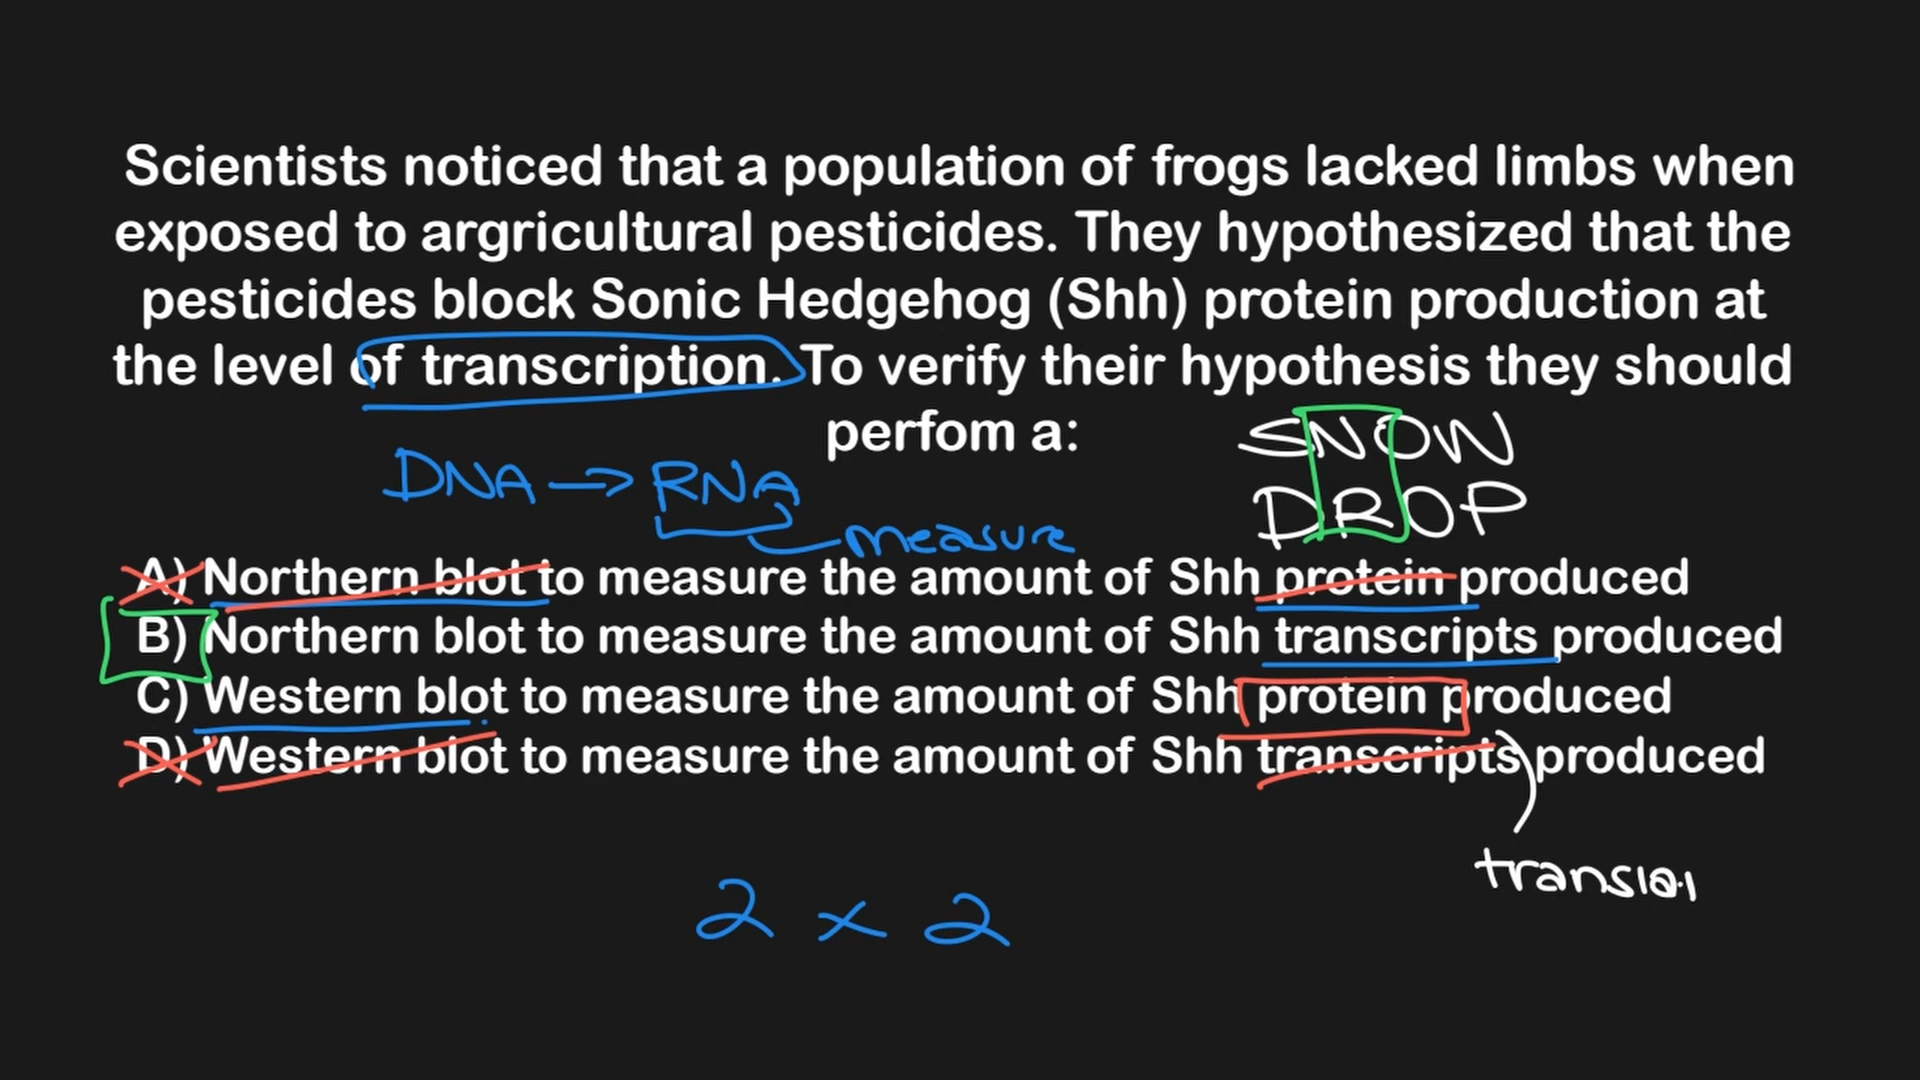 Scientists noticed that a population of frogs lacked limbs when
exposed to argricultural pesticides. They hypothesized that the
pesticides block Sonic Hedgehog (Shh) protein production at
the level of transcription. To verify their hypothesis they should
perfom a:
SNOW
DROP
DNA → RNA
measure
A) Northern blot to measure the amount of Shh protein produced
B) Northern blot to measure the amount of Shh transcripts produced
C) Western blot to measure the amount of Shh protein produced
D) Western blot to measure the amount of Shh transcripts produced
2 x 2